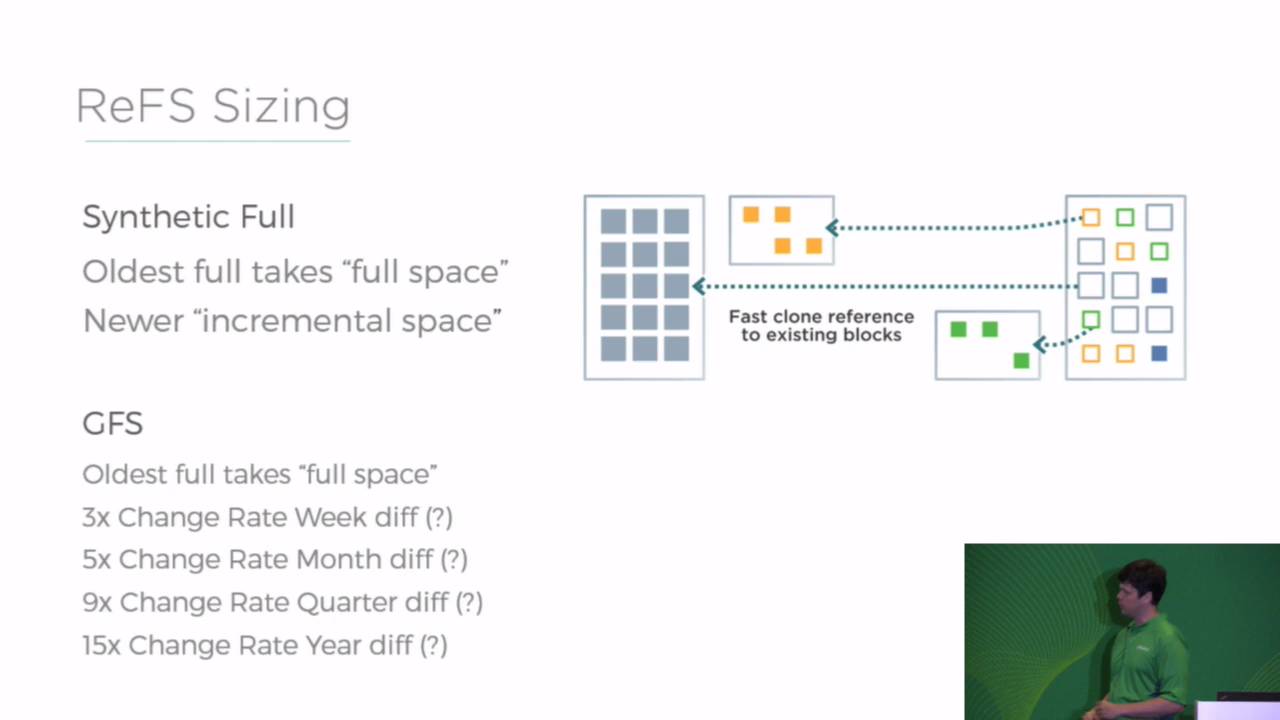 ReFS Sizing
Synthetic Full
Oldest full takes “full space”
Newer “incremental space”
Fast clone reference
to existing blocks
GFS
Oldest full takes “full space”
3x Change Rate Week diff (?)
5x Change Rate Month diff (?)
9x Change Rate Quarter diff (?)
15x Change Rate Year diff (?)